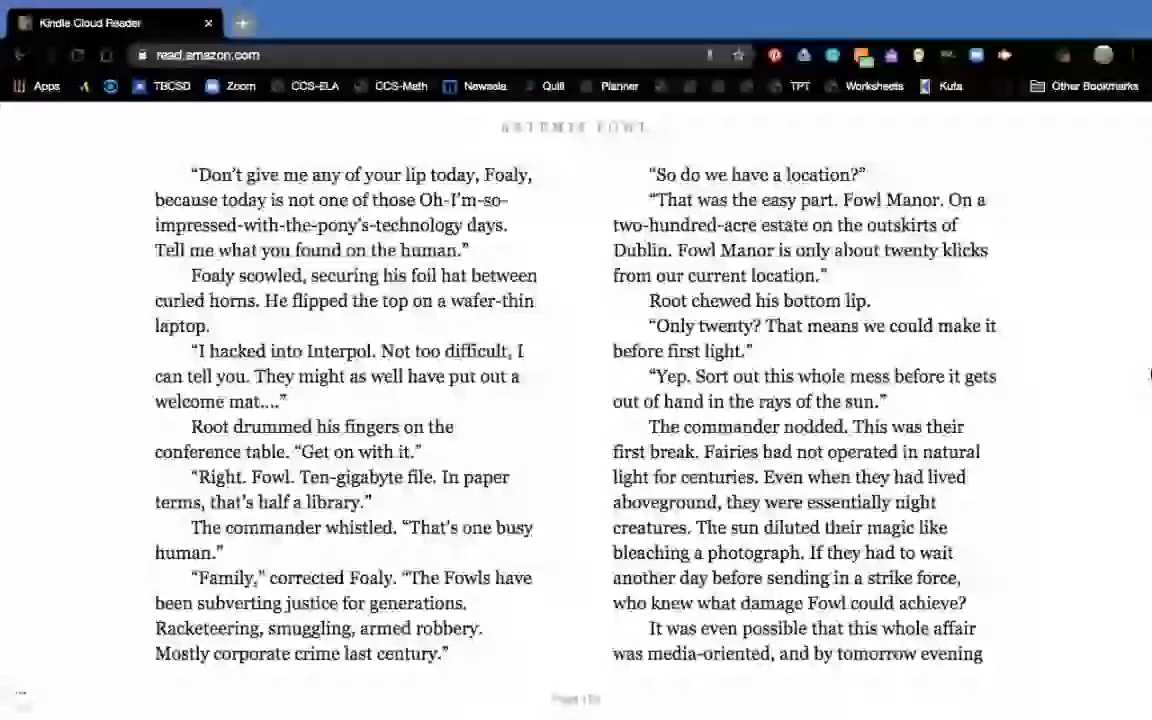 Kindle Cloud Reader
read.amazon.com
Apps
TBCSD
Zoom
CCS-ELA
CCS-Math
Newsela
Quill
Planner
TPT
Worksheets
Kuta
Other Bookmarks
ARTEMIS FOWL
“Don’t give me any of your lip today, Foaly,
because today is not one of those Oh-I’m-so-
impressed-with-the-pony’s-technology days.
Tell me what you found on the human.”
Foaly scowled, securing his foil hat between
curled horns. He flipped the top on a wafer-thin
laptop.
“I hacked into Interpol. Not too difficult, I
can tell you. They might as well have put out a
welcome mat....”
Root drummed his fingers on the
conference table. “Get on with it.”
“Right. Fowl. Ten-gigabyte file. In paper
terms, that’s half a library.”
The commander whistled. “That’s one busy
human.”
“Family,” corrected Foaly. “The Fowls have
been subverting justice for generations.
Racketeering, smuggling, armed robbery.
Mostly corporate crime last century.”
“So do we have a location?”
“That was the easy part. Fowl Manor. On a
two-hundred-acre estate on the outskirts of
Dublin. Fowl Manor is only about twenty klicks
from our current location.”
Root chewed his bottom lip.
“Only twenty? That means we could make it
before first light.”
“Yep. Sort out this whole mess before it gets
out of hand in the rays of the sun.”
The commander nodded. This was their
first break. Fairies had not operated in natural
light for centuries. Even when they had lived
aboveground, they were essentially night
creatures. The sun diluted their magic like
bleaching a photograph. If they had to wait
another day before sending in a strike force,
who knew what damage Fowl could achieve?
It was even possible that this whole affair
was media-oriented, and by tomorrow evening
Page